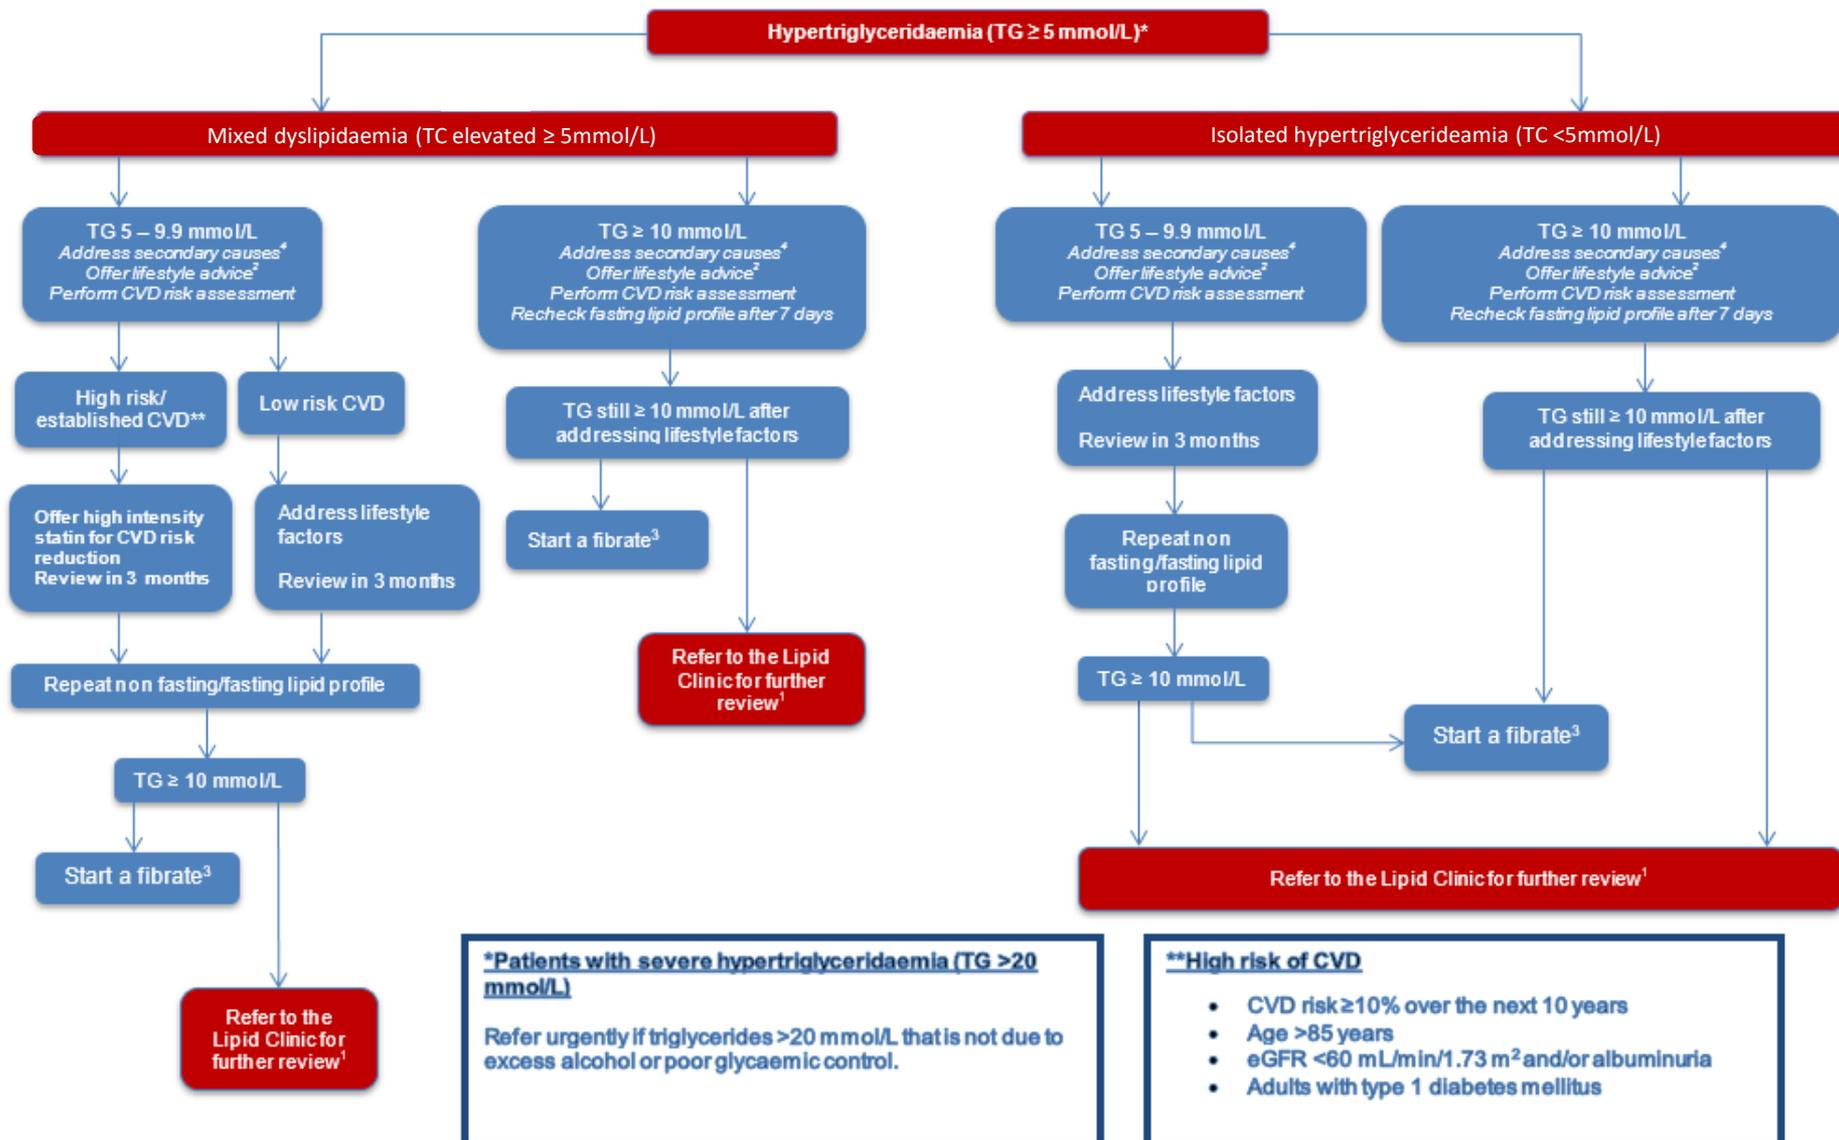 Hypertriglyceridaemia (TG ≥ 5 mmol/L)*
Mixed dyslipidaemia (TC elevated ≥ 5mmol/L)
Isolated hypertriglycerideamia (TC <5mmol/L)
TG 5 – 9.9 mmol/L
Address secondary causes⁴
Offer lifestyle advice²
Perform CVD risk assessment
TG ≥ 10 mmol/L
Address secondary causes⁴
Offer lifestyle advice²
Perform CVD risk assessment
Recheck fasting lipid profile after 7 days
TG 5 – 9.9 mmol/L
Address secondary causes⁴
Offer lifestyle advice²
Perform CVD risk assessment
TG ≥ 10 mmol/L
Address secondary causes⁴
Offer lifestyle advice²
Perform CVD risk assessment
Recheck fasting lipid profile after 7 days
High risk/
established CVD**
Low risk CVD
TG still ≥ 10 mmol/L after
addressing lifestyle factors
Address lifestyle factors
Review in 3 months
TG still ≥ 10 mmol/L after
addressing lifestyle factors
Offer high intensity
statin for CVD risk
reduction
Review in 3 months
Address lifestyle
factors
Review in 3 months
Start a fibrate³
Repeat non
fasting/fasting lipid
profile
Repeat non fasting/fasting lipid profile
Refer to the Lipid
Clinic for further
review¹
TG ≥ 10 mmol/L
Start a fibrate³
TG ≥ 10 mmol/L
Start a fibrate³
Refer to the Lipid Clinic for further review¹
Refer to the
Lipid Clinic for
further review¹
*Patients with severe hypertriglyceridaemia (TG >20
mmol/L)
Refer urgently if triglycerides >20 mmol/L that is not due to
excess alcohol or poor glycaemic control.
**High risk of CVD
• CVD risk ≥10% over the next 10 years
• Age >85 years
• eGFR <60 mL/min/1.73 m² and/or albuminuria
• Adults with type 1 diabetes mellitus